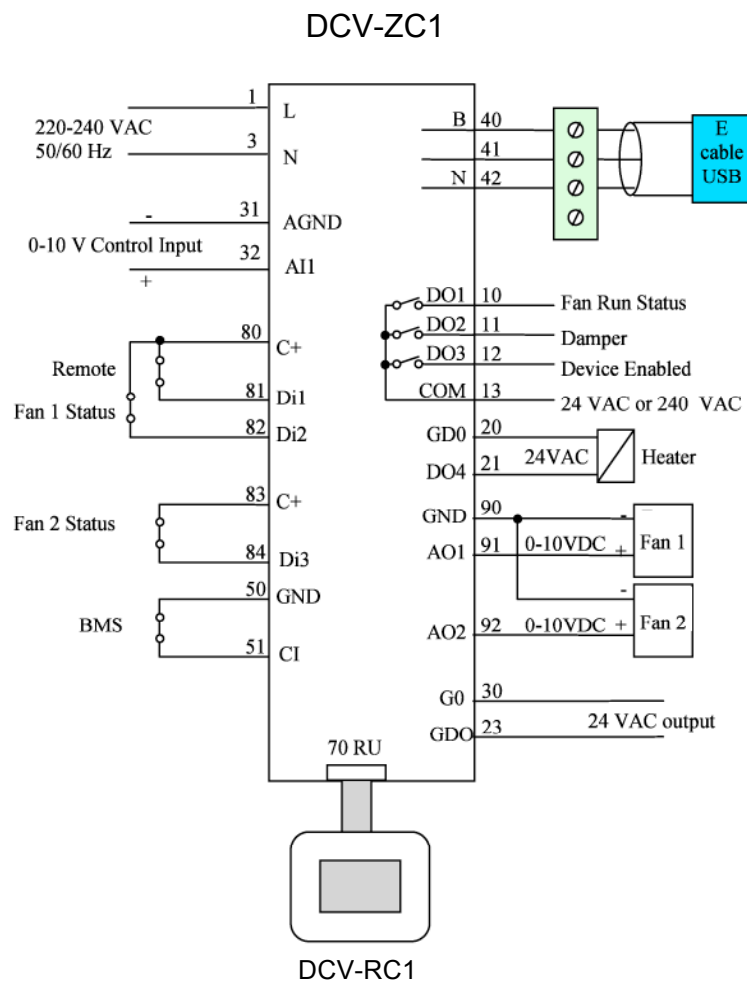 DCV-ZC1
1
L
220-240 VAC
50/60 Hz
3
N
-
31
AGND
0-10 V Control Input
32
AI1
+
80
C+
Remote
81
Di1
Fan 1 Status
82
Di2
83
C+
Fan 2 Status
84
Di3
50
GND
BMS
51
CI
B
40
41
N
42
E
cable
USB
DO1
10
Fan Run Status
DO2
11
Damper
DO3
12
Device Enabled
COM
13
24 VAC or 240 VAC
GD0
20
24VAC
Heater
DO4
21
GND
90
-
AO1
91
0-10VDC
+
Fan 1
-
AO2
92
0-10VDC
+
Fan 2
G0
30
24 VAC output
GDO
23
70 RU
DCV-RC1